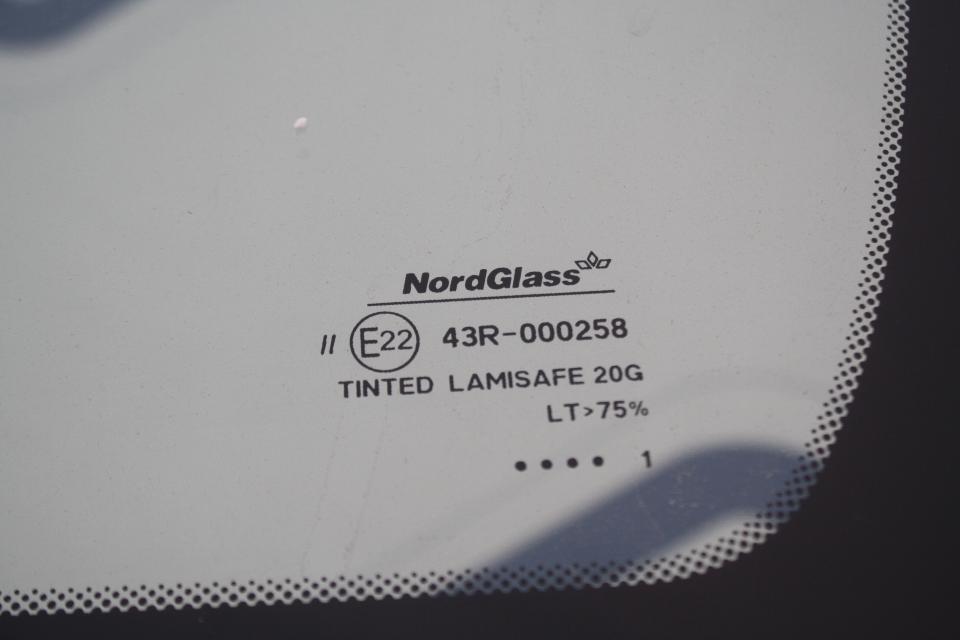 NordGlass
II E22 43R-000258
TINTED LAMISAFE 20G
LT>75%
•••• 1